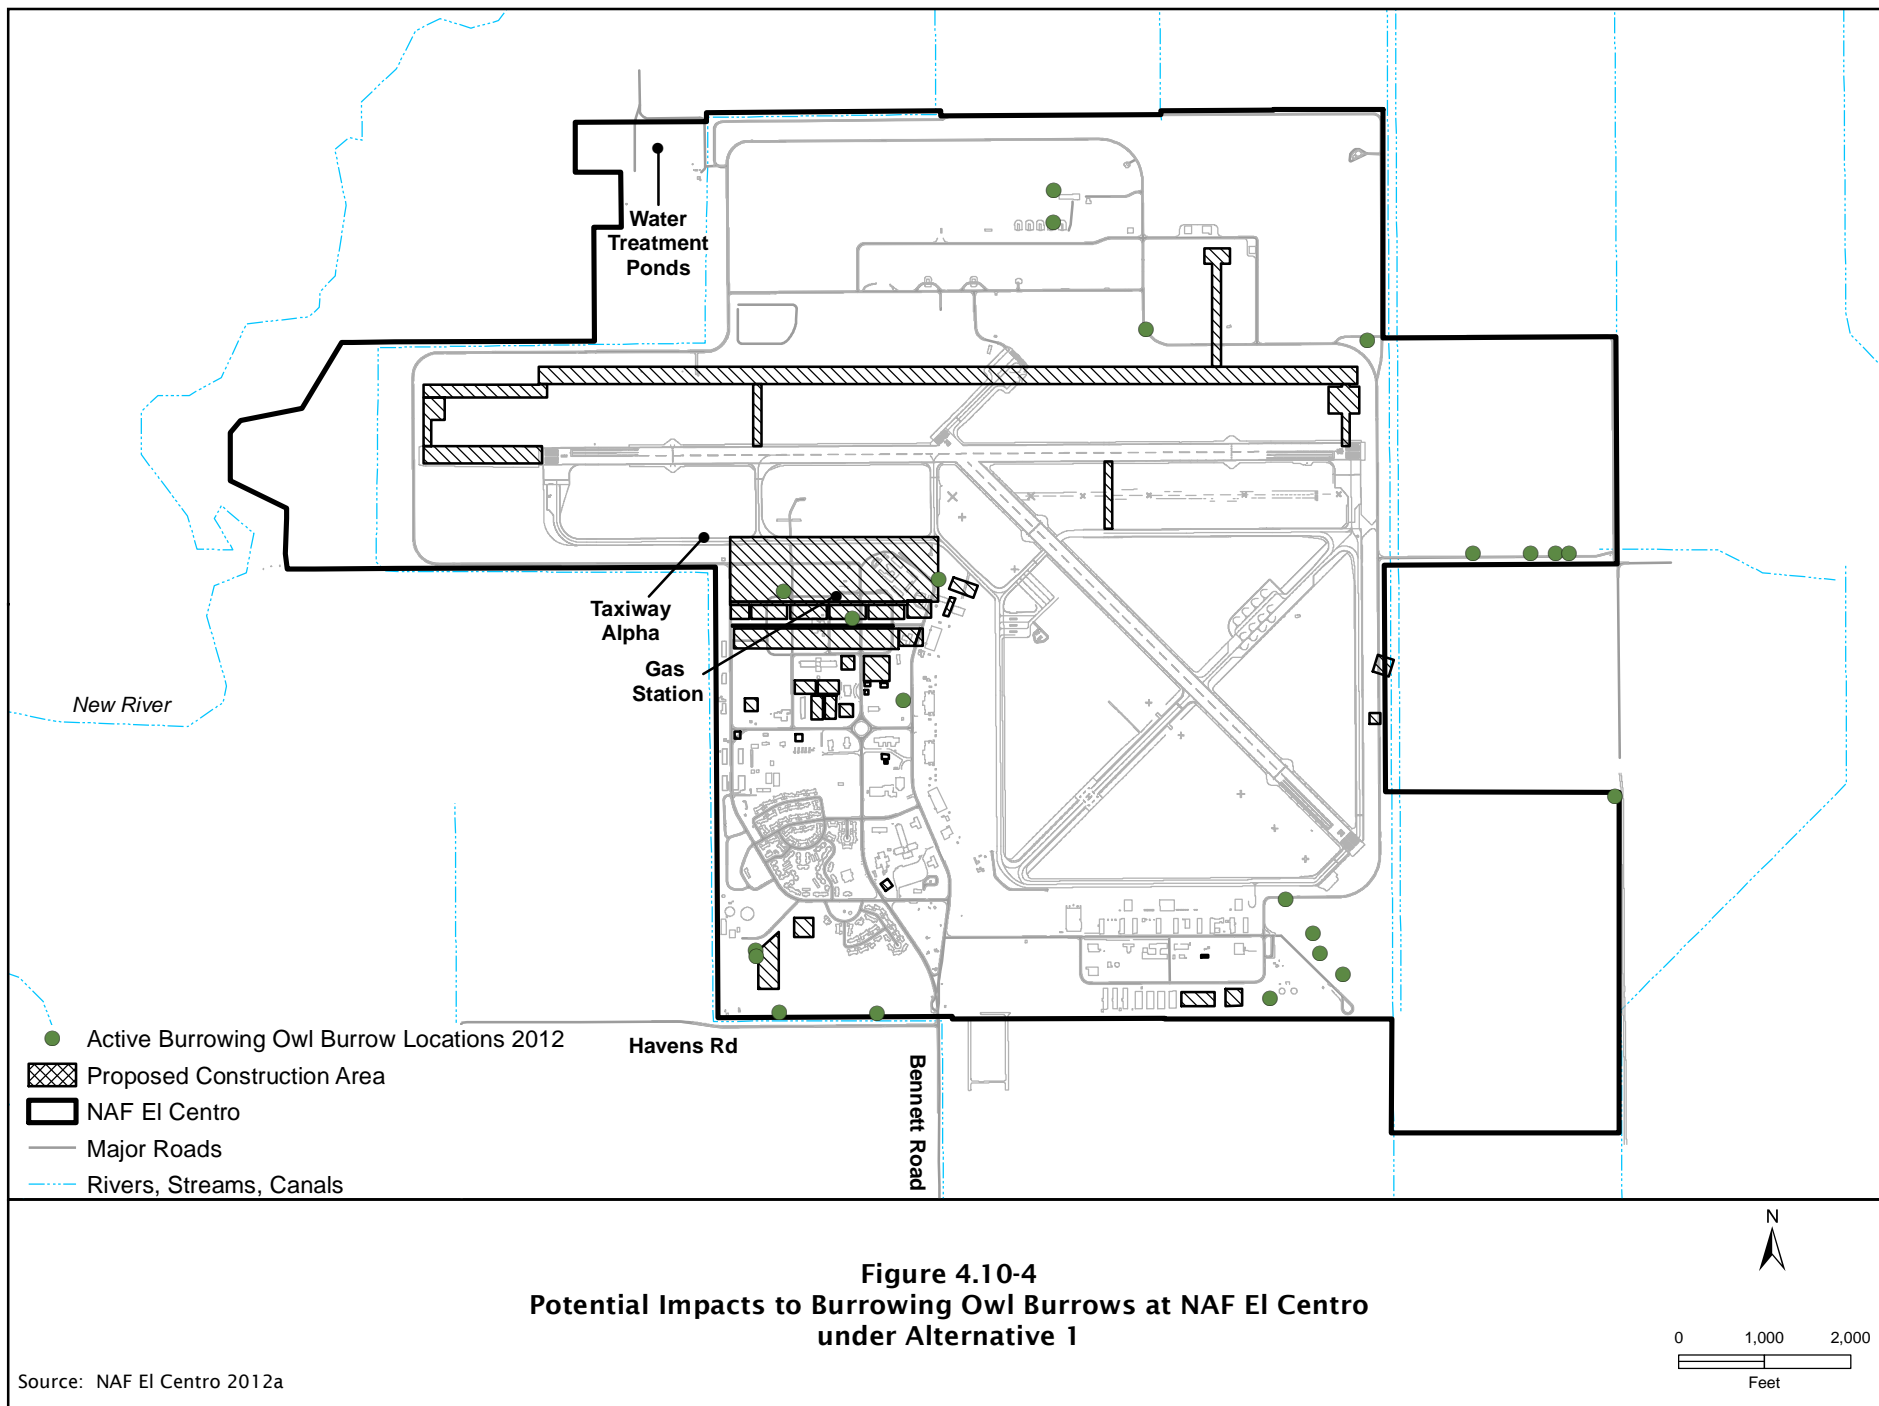 Water
Treatment
Ponds
Taxiway
Alpha
Gas
Station
New River
Active Burrowing Owl Burrow Locations 2012
Proposed Construction Area
NAF El Centro
Major Roads
Rivers, Streams, Canals
Havens Rd
Bennett Road
Figure 4.10-4
Potential Impacts to Burrowing Owl Burrows at NAF El Centro
under Alternative 1
Source: NAF El Centro 2012a
N
0 1,000 2,000
Feet